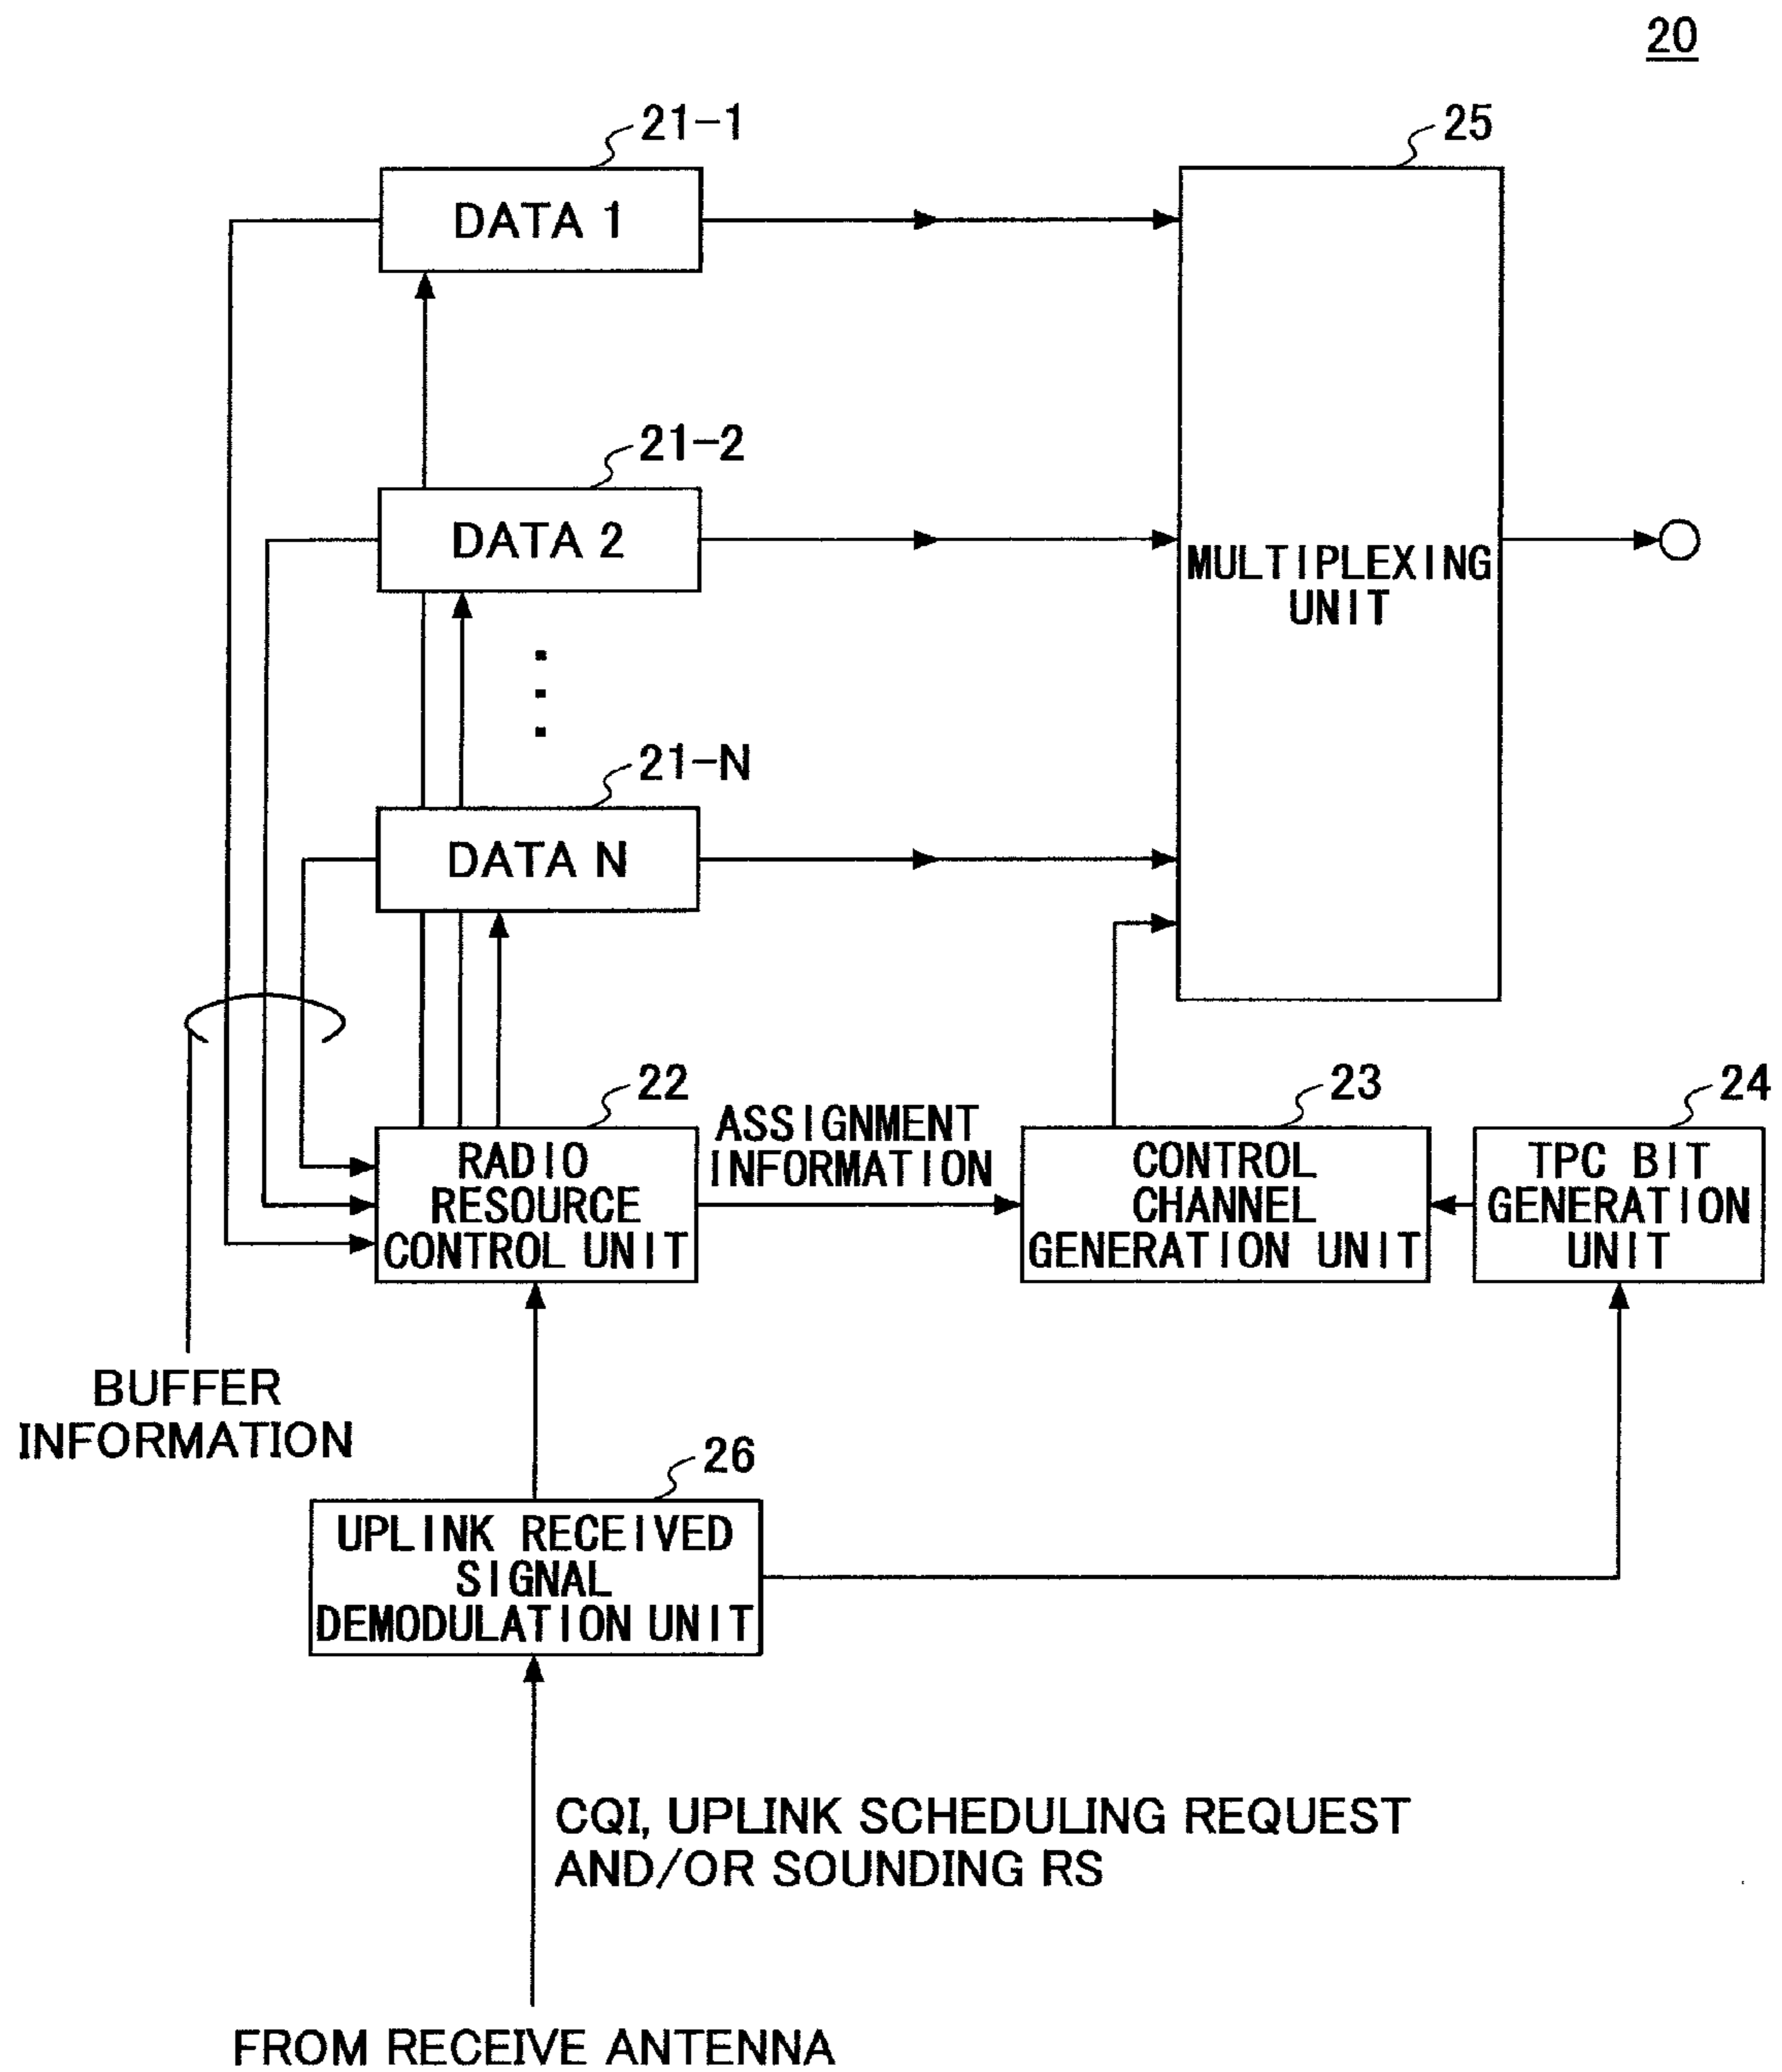 20
21-1
25
DATA 1
21-2
DATA 2
MULTIPLEXING
UNIT
21-N
DATA N
22
23
24
ASSIGNMENT
INFORMATION
RADIO
RESOURCE
CONTROL UNIT
CONTROL
CHANNEL
GENERATION UNIT
TPC BIT
GENERATION
UNIT
BUFFER
INFORMATION
26
UPLINK RECEIVED
SIGNAL
DEMODULATION UNIT
CQI, UPLINK SCHEDULING REQUEST
AND/OR SOUNDING RS
FROM RECEIVE ANTENNA